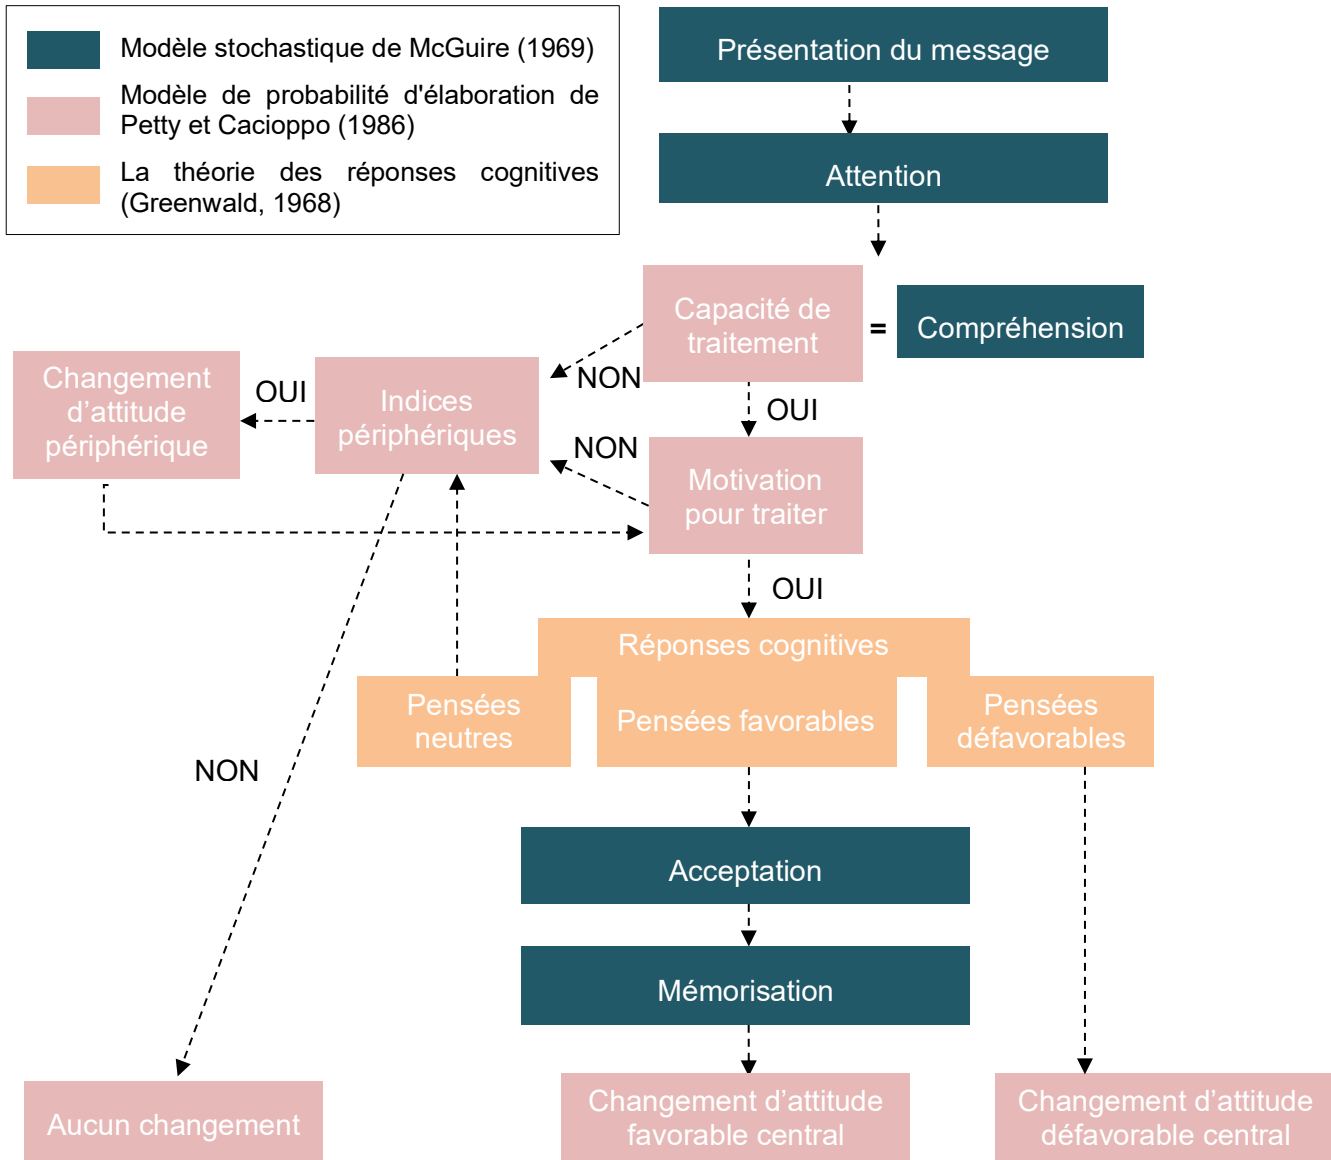 Modèle stochastique de McGuire (1969)
Modèle de probabilité d'élaboration de
Petty et Cacioppo (1986)
La théorie des réponses cognitives
(Greenwald, 1968)
Présentation du message
Attention
Capacité de
traitement
=
Compréhension
NON
OUI
Changement
d’attitude
périphérique
OUI
Indices
périphériques
NON
Motivation
pour traiter
OUI
Réponses cognitives
Pensées
neutres
Pensées favorables
Pensées
défavorables
NON
Acceptation
Mémorisation
Aucun changement
Changement d’attitude
favorable central
Changement d’attitude
défavorable central